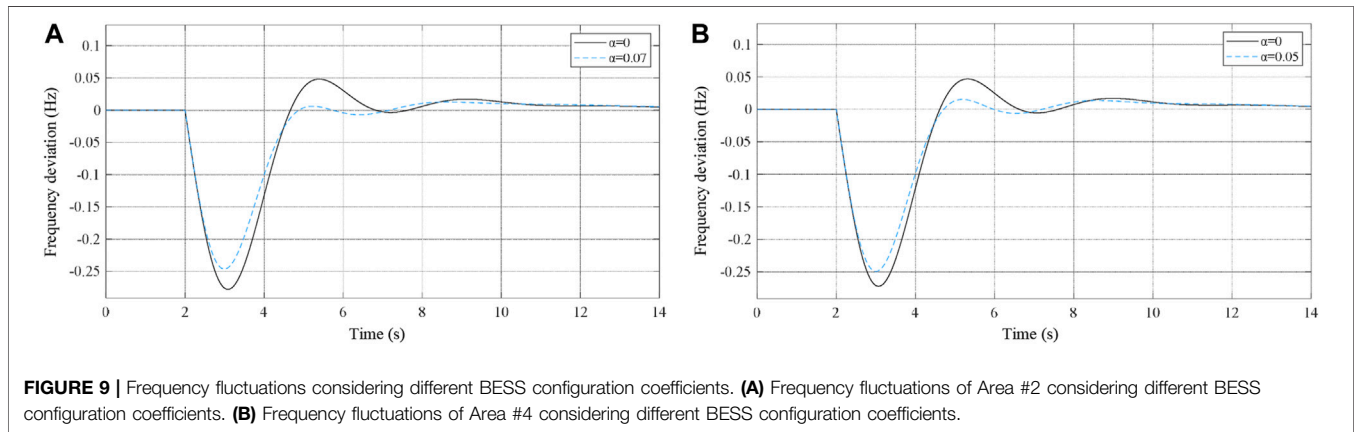 A
0.1
0.05
0
-0.05
-0.1
-0.15
-0.2
-0.25
Frequency deviation (Hz)
α=0
α=0.07
0 2 4 6 8 10 12 14
Time (s)
B
0.1
0.05
0
-0.05
-0.1
-0.15
-0.2
-0.25
Frequency deviation (Hz)
α=0
α=0.05
0 2 4 6 8 10 12 14
Time (s)
FIGURE 9 | Frequency fluctuations considering different BESS configuration coefficients. (A) Frequency fluctuations of Area #2 considering different BESS
configuration coefficients. (B) Frequency fluctuations of Area #4 considering different BESS configuration coefficients.